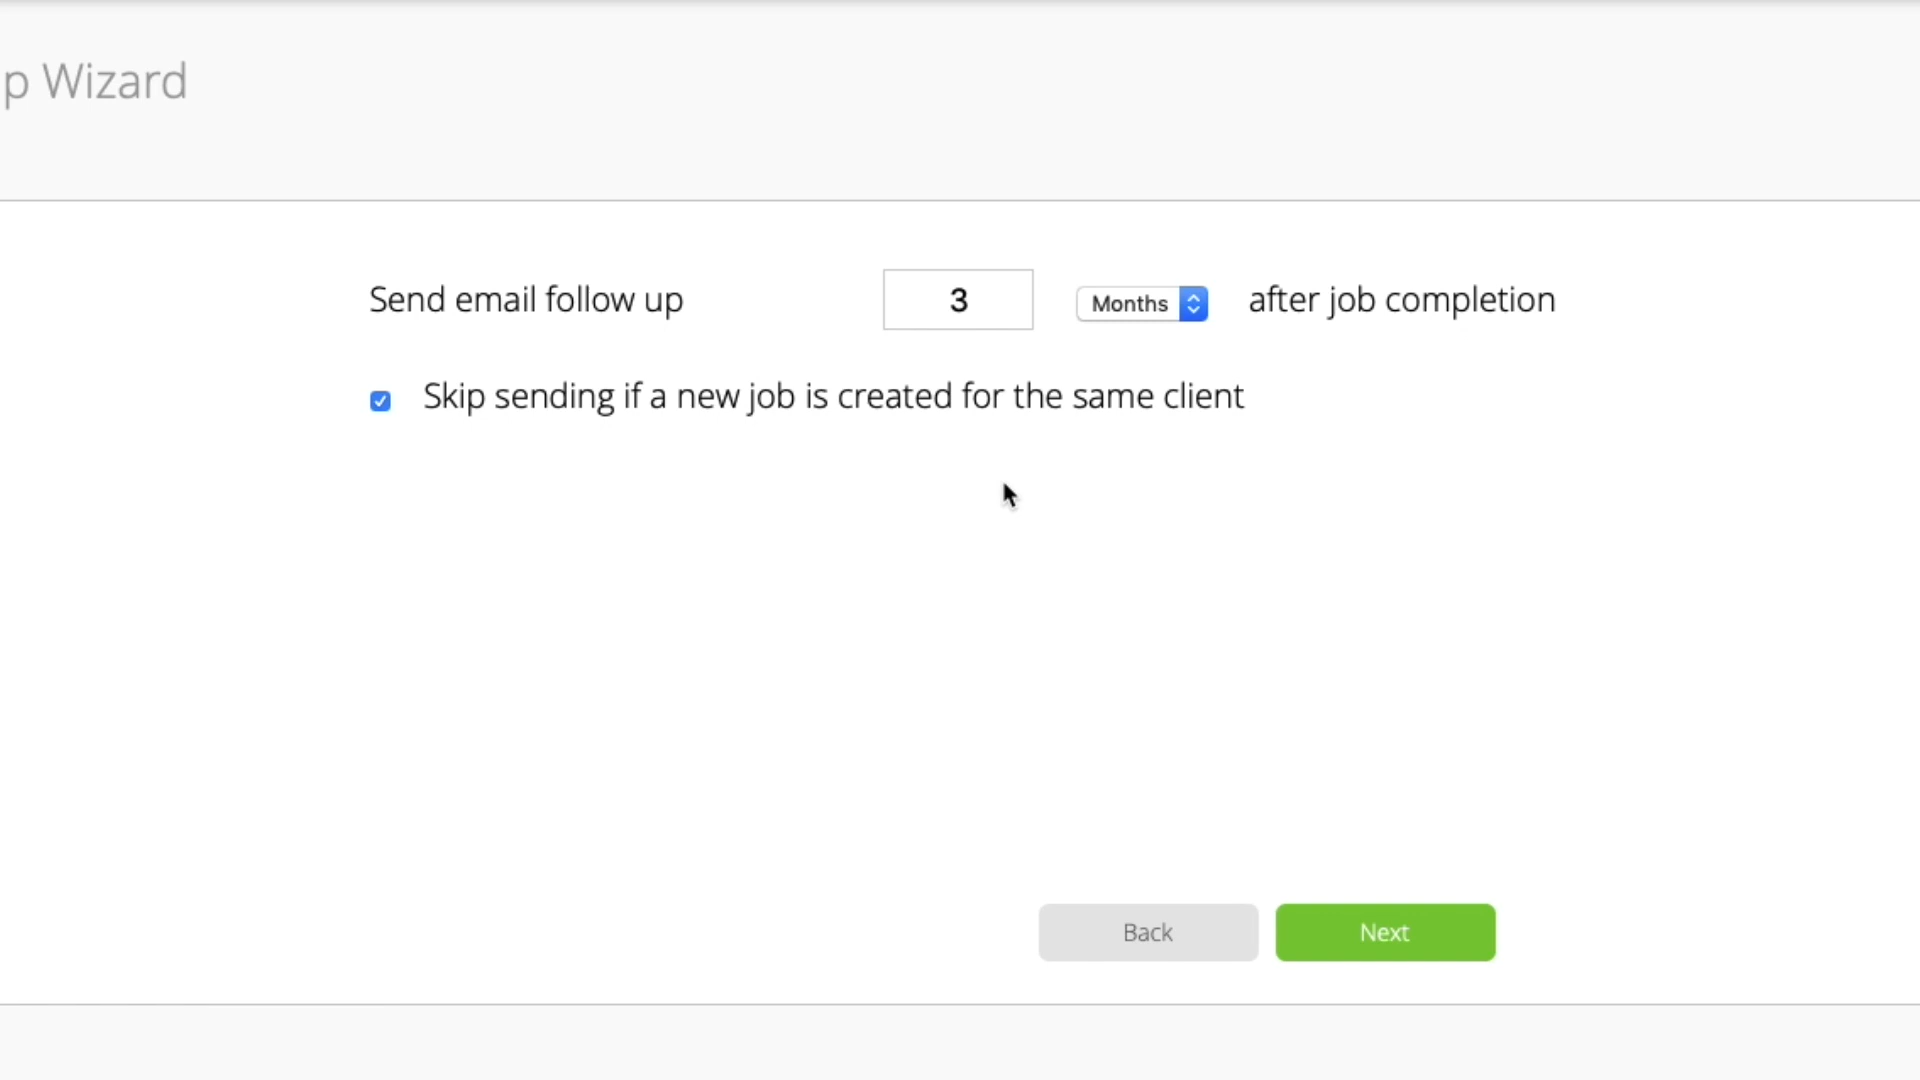 p Wizard
Send email follow up 3 Months after job completion
Skip sending if a new job is created for the same client
Back Next